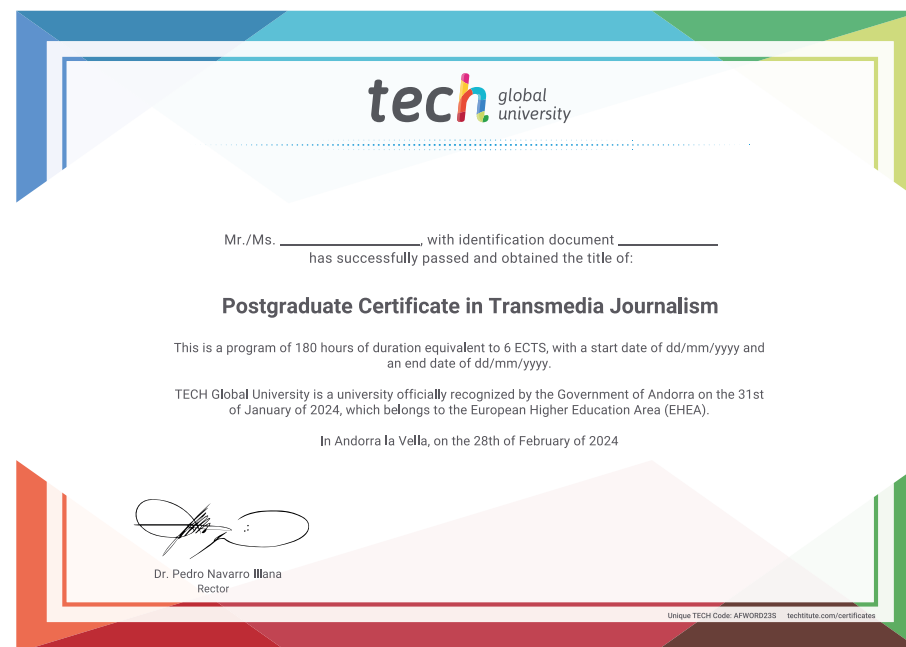 tech global university
Mr./Ms. ____________, with identification document ____________
has successfully passed and obtained the title of:
Postgraduate Certificate in Transmedia Journalism
This is a program of 180 hours of duration equivalent to 6 ECTS, with a start date of dd/mm/yyyy and
an end date of dd/mm/yyyy.
TECH Global University is a university officially recognized by the Government of Andorra on the 31st
of January of 2024, which belongs to the European Higher Education Area (EHEA).
In Andorra la Vella, on the 28th of February of 2024
Dr. Pedro Navarro Illana
Rector
Unique TECH Code: AFWORD23S techtitute.com/certificates